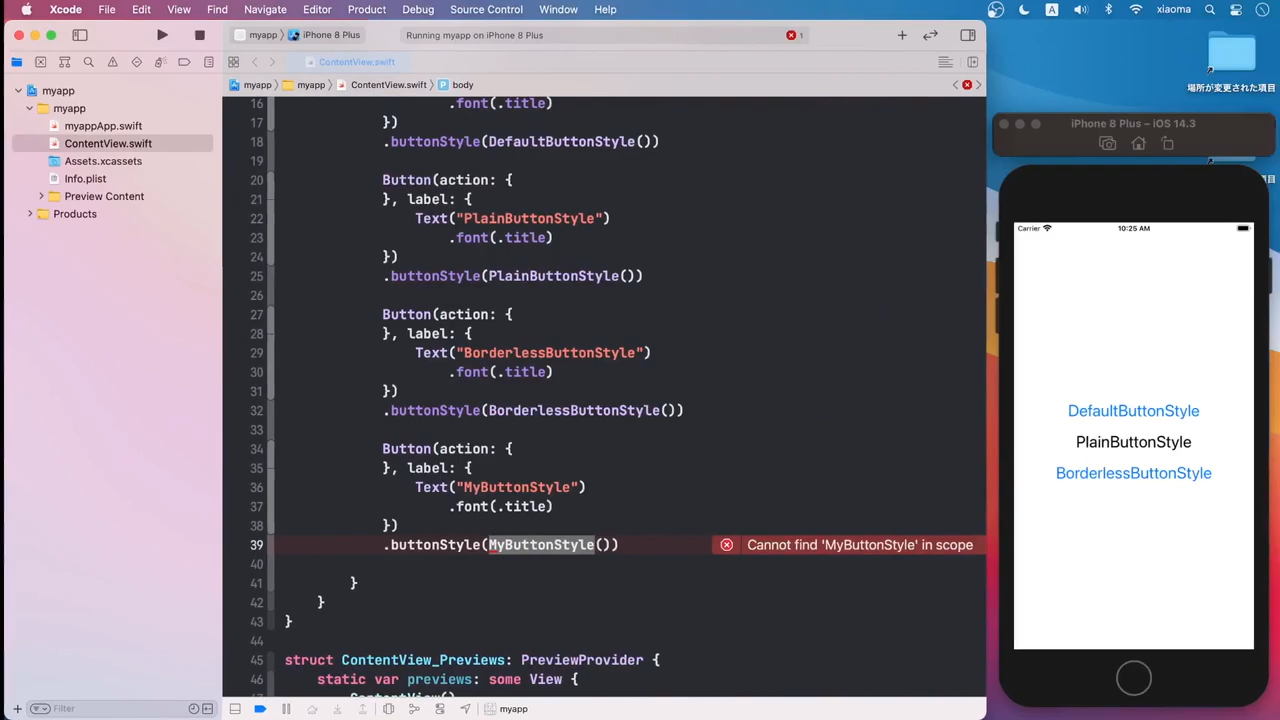 Xcode File Edit View Find Navigate Editor Product Debug Source Control Window Help A xiaoma
myapp iPhone 8 Plus Running myapp on iPhone 8 Plus 1
ContentView.swift
myapp myapp ContentView.swift P body
myapp
myapp
myappApp.swift
ContentView.swift
Assets.xcassets
Info.plist
Preview Content
Products
16 .font(.title)
17 })
18 .buttonStyle(DefaultButtonStyle())
19
20 Button(action: {
21 }, label: {
22 Text("PlainButtonStyle")
23 .font(.title)
24 })
25 .buttonStyle(PlainButtonStyle())
26
27 Button(action: {
28 }, label: {
29 Text("BorderlessButtonStyle")
30 .font(.title)
31 })
32 .buttonStyle(BorderlessButtonStyle())
33
34 Button(action: {
35 }, label: {
36 Text("MyButtonStyle")
37 .font(.title)
38 })
39 .buttonStyle(MyButtonStyle()) Cannot find 'MyButtonStyle' in scope
40
41 }
42 }
43 }
44
45 struct ContentView_Previews: PreviewProvider {
46 static var previews: some View {
47 ContentView()
Filter
myapp
場所が変更された項目
iPhone 8 Plus – iOS 14.3
項目
Carrier 10:25 AM
DefaultButtonStyle
PlainButtonStyle
BorderlessButtonStyle